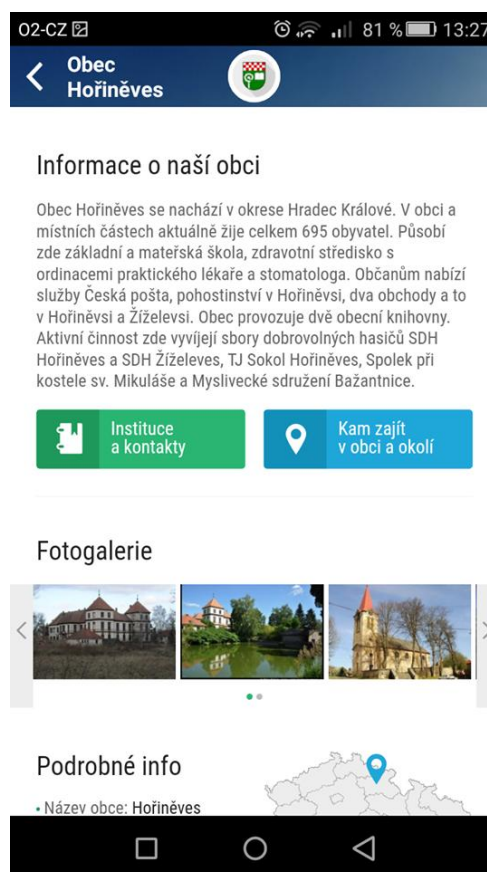 O2-CZ 81 % 13:27
Obec
Hořiněves
Informace o naší obci
Obec Hořiněves se nachází v okrese Hradec Králové. V obci a
místních částech aktuálně žije celkem 695 obyvatel. Působí
zde základní a mateřská škola, zdravotní středisko s
ordinacemi praktického lékaře a stomatologa. Občanům nabízí
služby Česká pošta, pohostinství v Hořiněvsi, dva obchody a to
v Hořiněvsi a Žíželevsi. Obec provozuje dvě obecní knihovny.
Aktivní činnost zde vyvíjejí sbory dobrovolných hasičů SDH
Hořiněves a SDH Žíželeves, TJ Sokol Hořiněves, Spolek při
kostele sv. Mikuláše a Myslivecké sdružení Bažantnice.
Instituce
a kontakty
Kam zajít
v obci a okolí
Fotogalerie
Podrobné info
• Název obce: Hořiněves